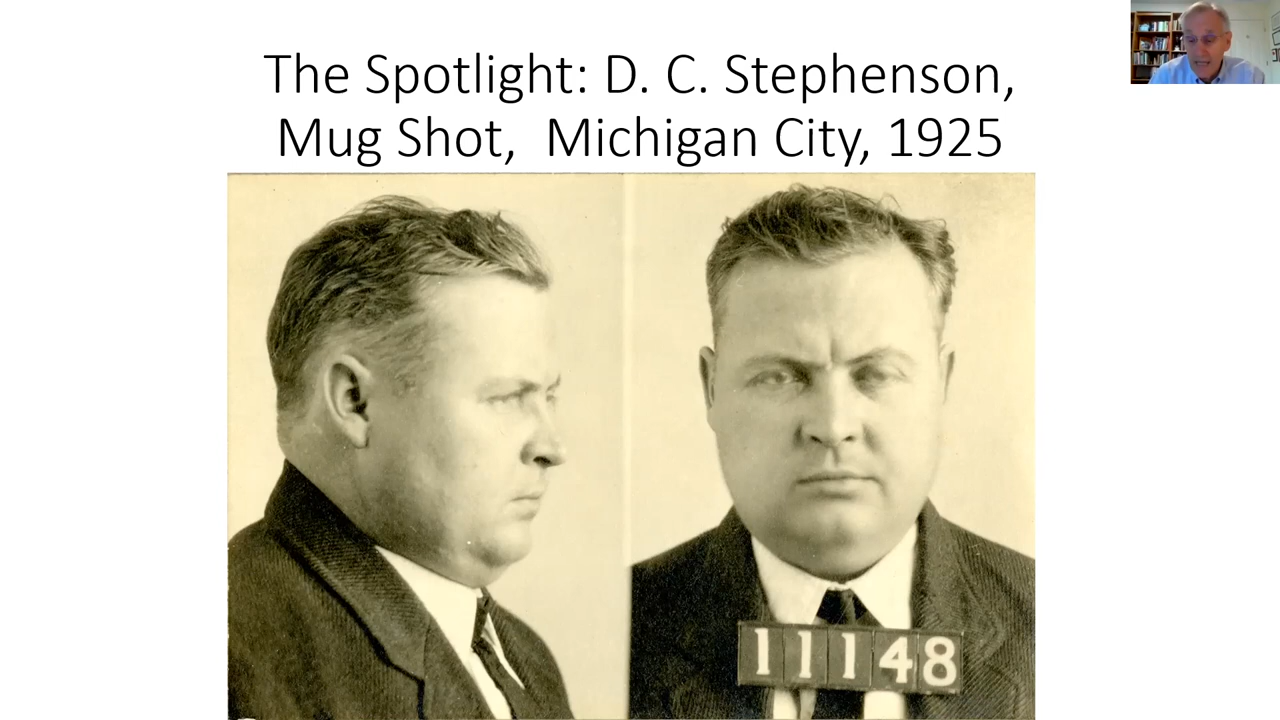 The Spotlight: D. C. Stephenson,
Mug Shot,  Michigan City, 1925
11148